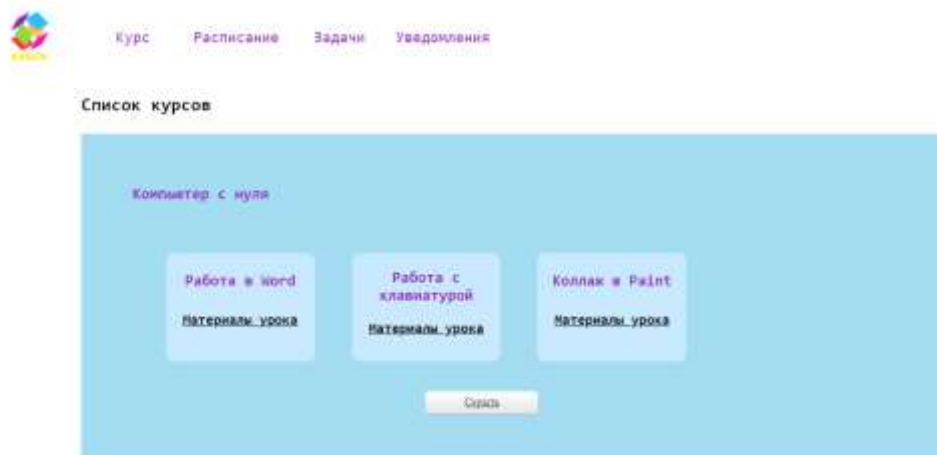 Курс Расписание Задачи Уведомления
Список курсов
Компьютер с нуля
Работа в Word
Материалы урока
Работа с
клавиатурой
Материалы урока
Коллаж в Paint
Материалы урока
Скрыть